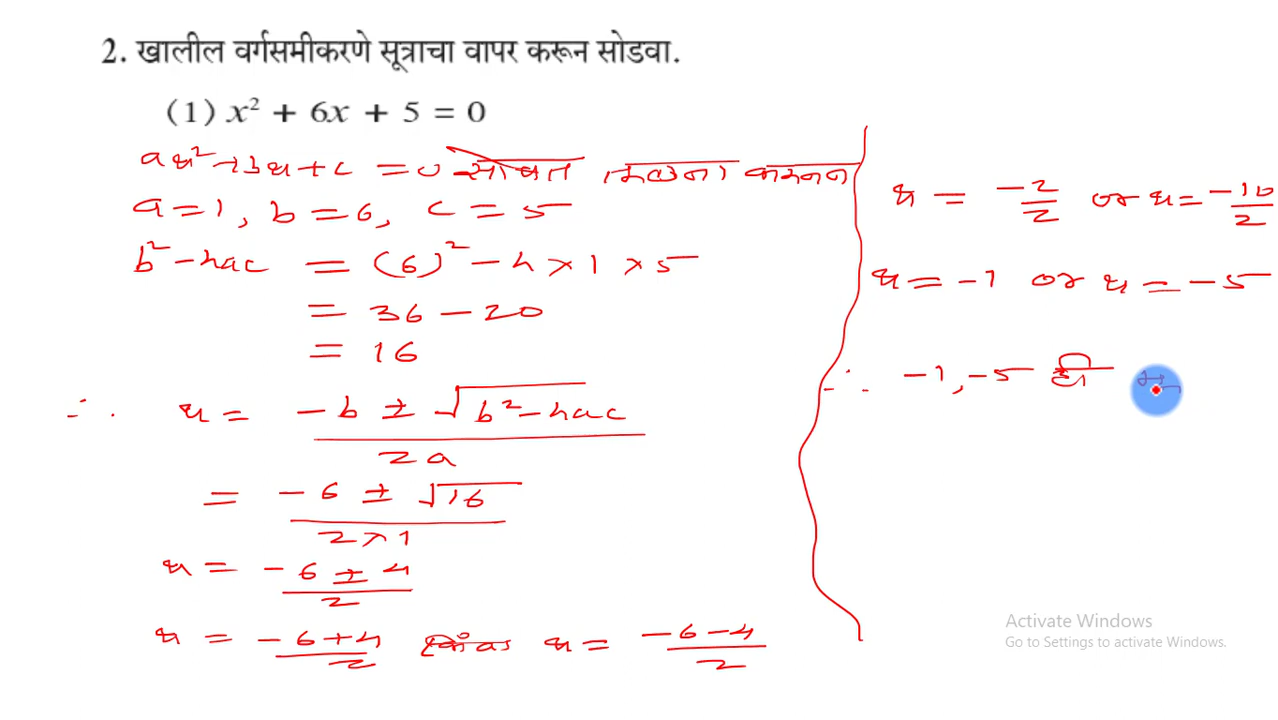 2. खालील वर्गसमीकरणे सूत्राचा वापर करून सोडवा.
(1) x² + 6x + 5 = 0
ax² + bx + c = 0 सोबत तुलना करून
a = 1, b = 6, c = 5
b² - 4ac = (6)² - 4 × 1 × 5
= 36 - 20
= 16
∴ x = (-b ± √(b² - 4ac)) / 2a
= (-6 ± √16) / (2 × 1)
x = (-6 ± 4) / 2
x = (-6 + 4) / 2 किंवा x = (-6 - 4) / 2
x = -2/2 or x = -10/2
x = -1 or x = -5
∴ -1, -5 ही
Activate Windows
Go to Settings to activate Windows.